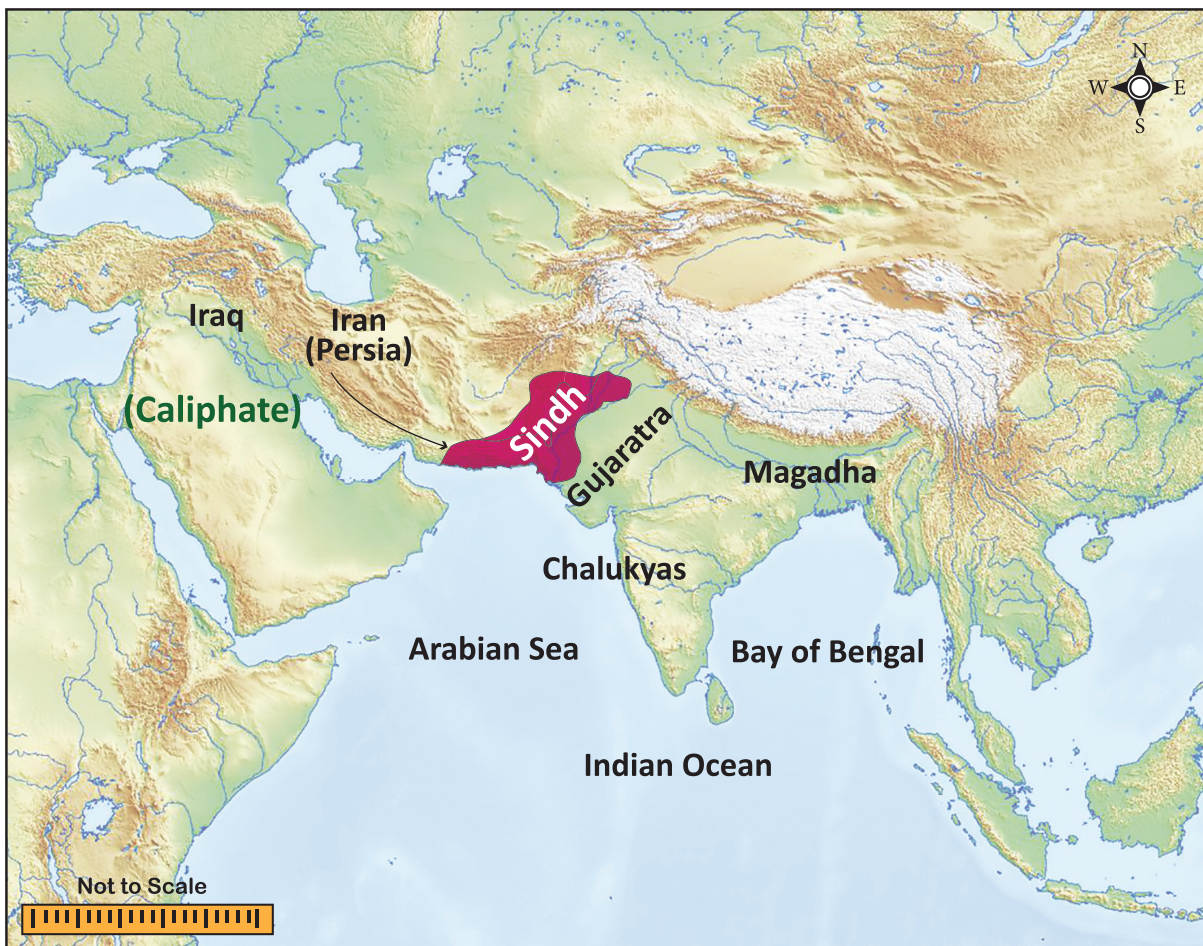 N
W E
S
Iraq
Iran
(Persia)
(Caliphate)
Sindh
Gujaratra
Magadha
Chalukyas
Arabian Sea
Bay of Bengal
Indian Ocean
Not to Scale